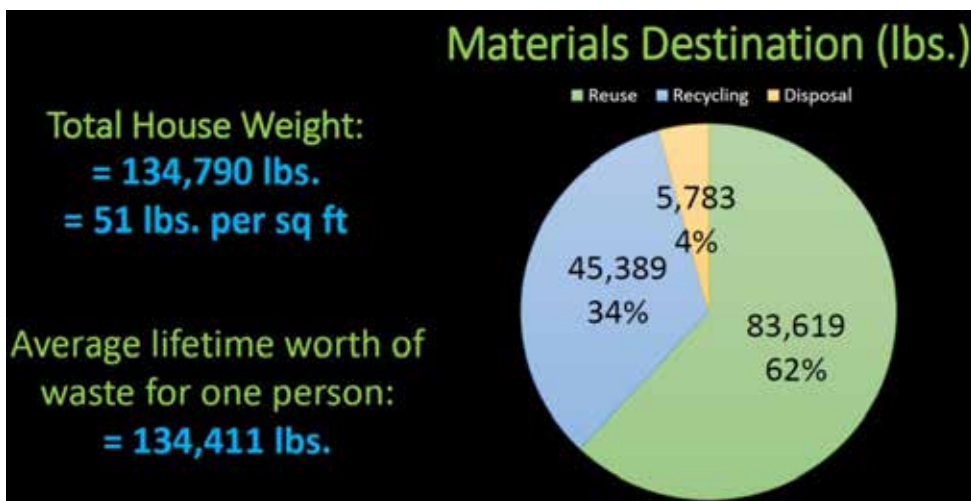 Materials Destination (lbs.)
Reuse Recycling Disposal
Total House Weight:
= 134,790 lbs.
= 51 lbs. per sq ft
Average lifetime worth of
waste for one person:
= 134,411 lbs.
5,783
4%
45,389
34%
83,619
62%